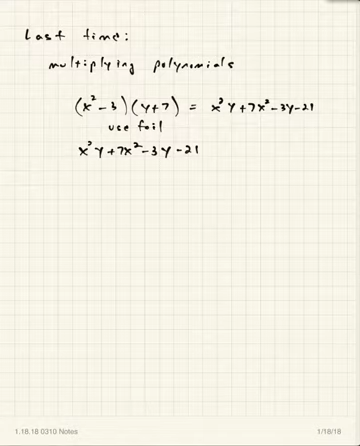 Last time:
multiplying polynomials
(x² - 3)(y + 7) = x²y + 7x² - 3y - 21
use foil
x²y + 7x² - 3y - 21
1.18.18 0310 Notes
1/18/18